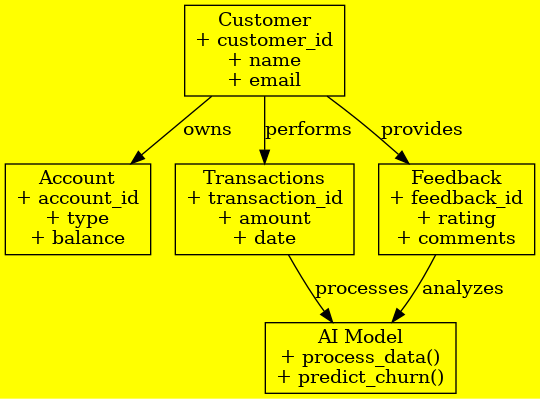 Customer
+ customer_id
+ name
+ email
owns
performs
provides
Account
+ account_id
+ type
+ balance
Transactions
+ transaction_id
+ amount
+ date
Feedback
+ feedback_id
+ rating
+ comments
processes
analyzes
AI Model
+ process_data()
+ predict_churn()